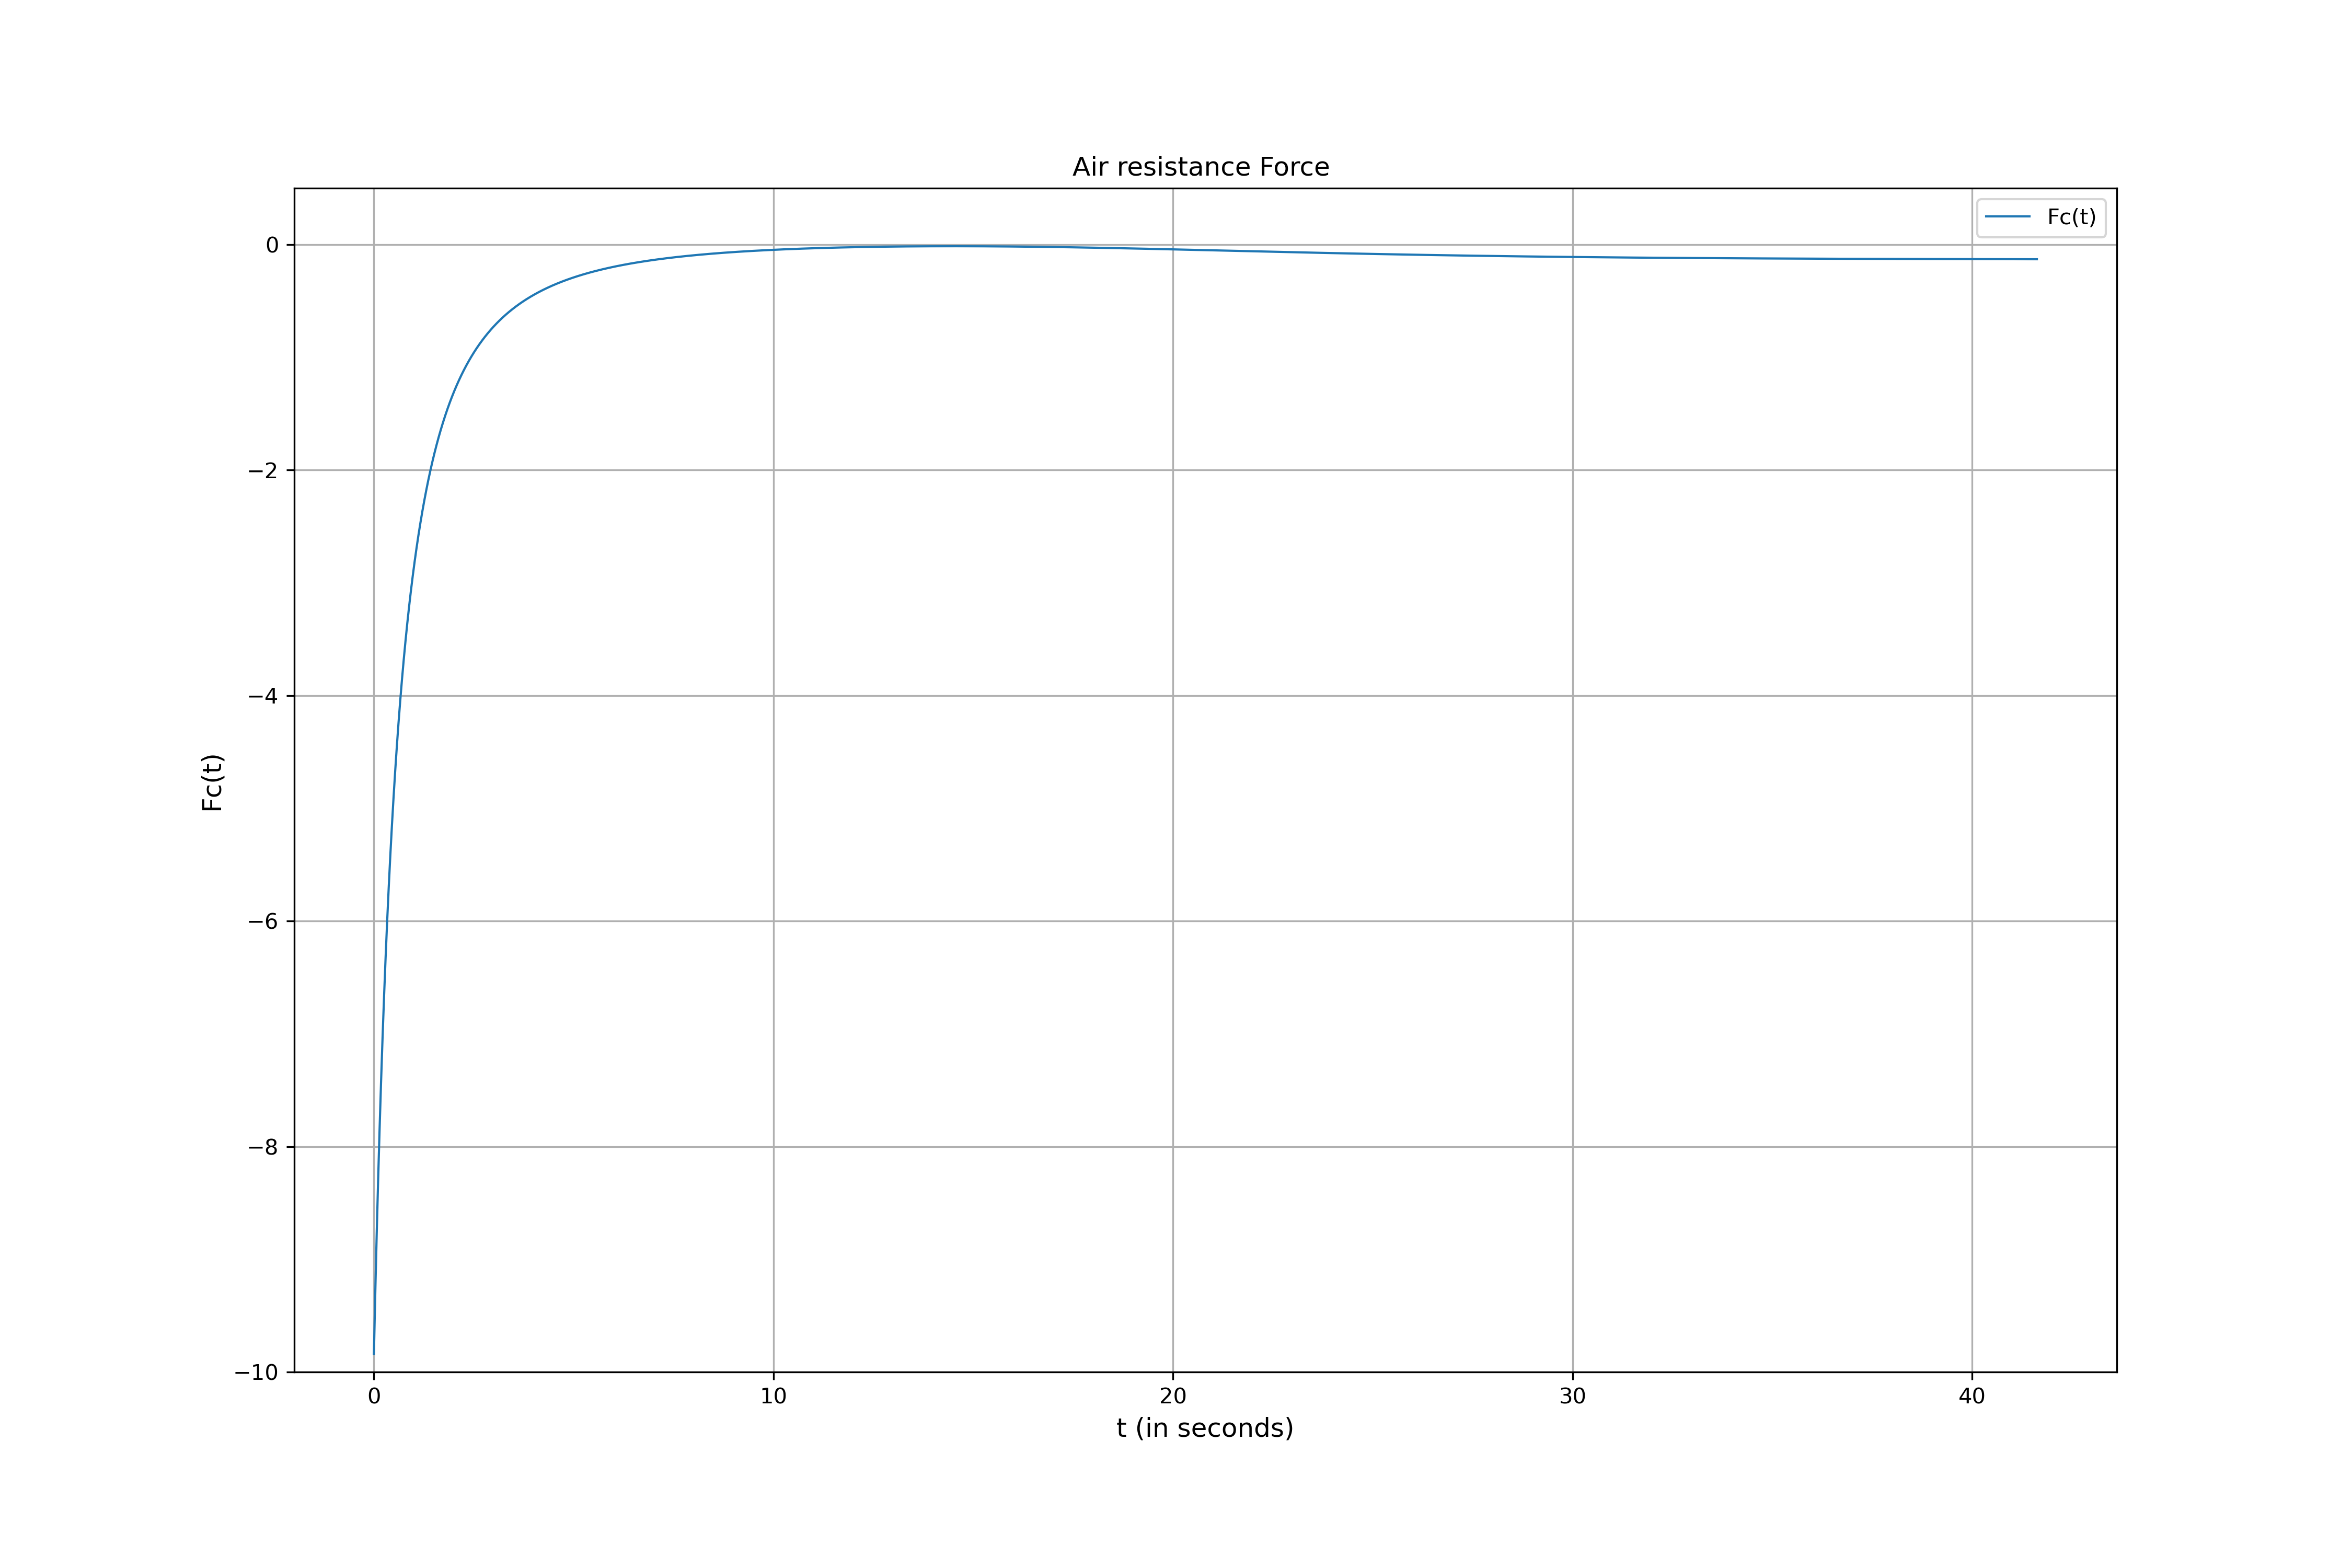 Air resistance Force
Fc(t)
0
−2
−4
−6
−8
−10
Fc(t)
0 10 20 30 40
t (in seconds)